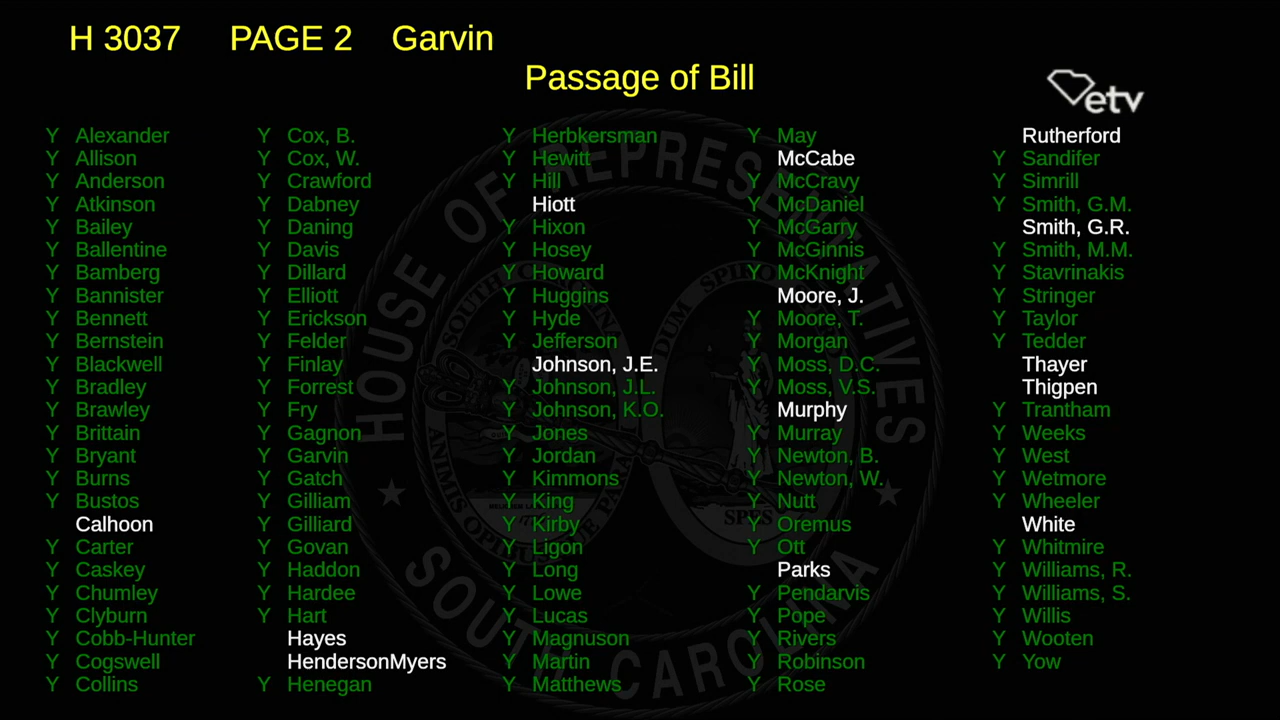 H 3037 PAGE 2 Garvin
Passage of Bill
etv
Y Alexander Y Cox, B. Y Herbkersman Y May Rutherford
Y Allison Y Cox, W. Y Hewitt McCabe Y Sandifer
Y Anderson Y Crawford Y Hill Y McCravy Y Simrill
Y Atkinson Y Dabney Hiott Y McDaniel Y Smith, G.M.
Y Bailey Y Daning Y Hixon Y McGarry Smith, G.R.
Y Ballentine Y Davis Y Hosey Y McGinnis Y Smith, M.M.
Y Bamberg Y Dillard Y Howard Y McKnight Y Stavrinakis
Y Bannister Y Elliott Y Huggins Moore, J. Y Stringer
Y Bennett Y Erickson Y Hyde Y Moore, T. Y Taylor
Y Bernstein Y Felder Y Jefferson Y Morgan Y Tedder
Y Blackwell Y Finlay Johnson, J.E. Y Moss, D.C. Thayer
Y Bradley Y Forrest Y Johnson, J.L. Y Moss, V.S. Thigpen
Y Brawley Y Fry Y Johnson, K.O. Murphy Y Trantham
Y Brittain Y Gagnon Y Jones Y Murray Y Weeks
Y Bryant Y Garvin Y Jordan Y Newton, B. Y West
Y Burns Y Gatch Y Kimmons Y Newton, W. Y Wetmore
Y Bustos Y Gilliam Y King Y Nutt Y Wheeler
Calhoon Y Gilliard Y Kirby Y Oremus White
Y Carter Y Govan Y Ligon Y Ott Y Whitmire
Y Caskey Y Haddon Y Long Parks Y Williams, R.
Y Chumley Y Hardee Y Lowe Y Pendarvis Y Williams, S.
Y Clyburn Y Hart Y Lucas Y Pope Y Willis
Y Cobb-Hunter Hayes Y Magnuson Y Rivers Y Wooten
Y Cogswell HendersonMyers Y Martin Y Robinson Y Yow
Y Collins Y Henegan Y Matthews Y Rose
HOUSE OF REPRESENTATIVES
SOUTH CAROLINA